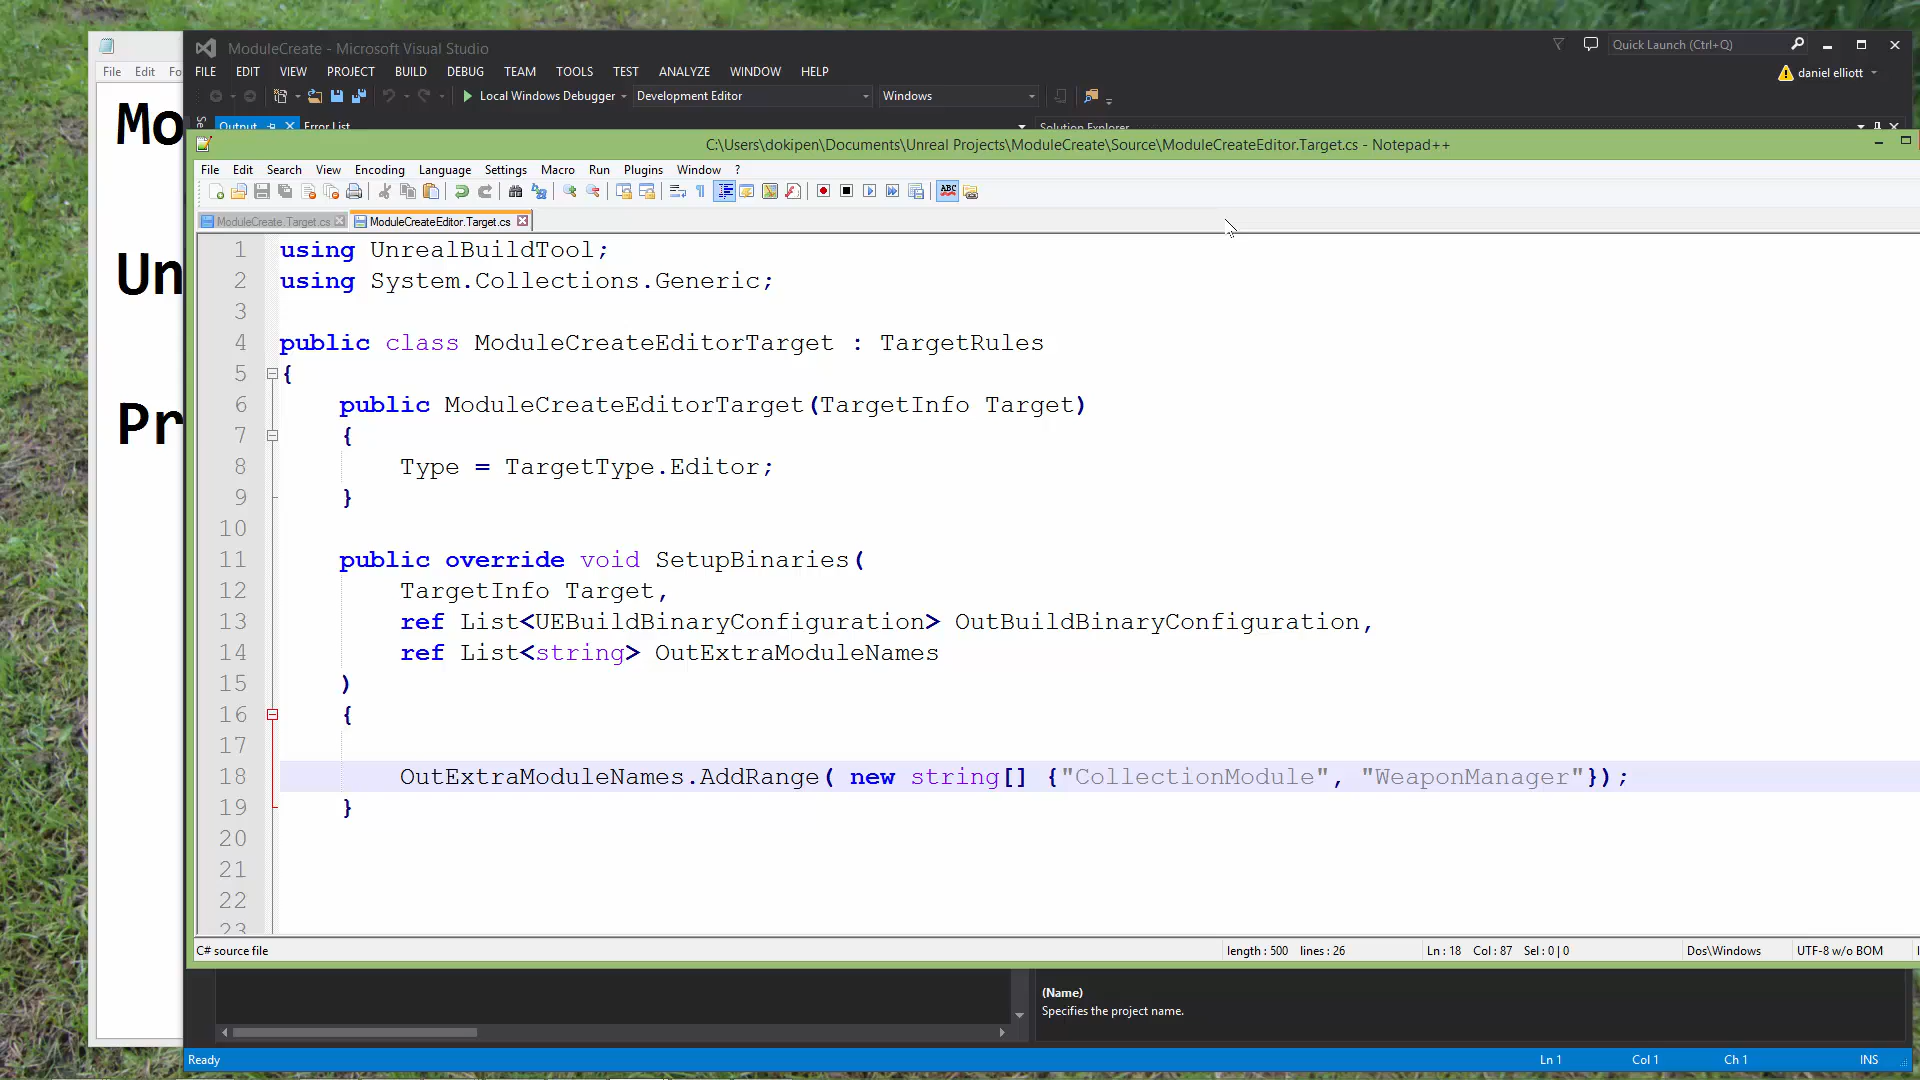 ModuleCreate - Microsoft Visual Studio
Quick Launch (Ctrl+Q)
File Edit Fo
FILE EDIT VIEW PROJECT BUILD DEBUG TEAM TOOLS TEST ANALYZE WINDOW HELP
daniel elliott
Local Windows Debugger Development Editor Windows
Output Error List Solution Explorer
Mo
Un
Pr
C:\Users\dokipen\Documents\Unreal Projects\ModuleCreate\Source\ModuleCreateEditor.Target.cs - Notepad++
File Edit Search View Encoding Language Settings Macro Run Plugins Window ?
ABC
ModuleCreate.Target.cs ModuleCreateEditor.Target.cs
1 using UnrealBuildTool;
2 using System.Collections.Generic;
3
4 public class ModuleCreateEditorTarget : TargetRules
5 {
6 public ModuleCreateEditorTarget(TargetInfo Target)
7 {
8 Type = TargetType.Editor;
9 }
10
11 public override void SetupBinaries(
12 TargetInfo Target,
13 ref List<UEBuildBinaryConfiguration> OutBuildBinaryConfiguration,
14 ref List<string> OutExtraModuleNames
15 )
16 {
17
18 OutExtraModuleNames.AddRange( new string[] {"CollectionModule", "WeaponManager"});
19 }
20
21
22
23
C# source file length : 500 lines : 26 Ln : 18 Col : 87 Sel : 0 | 0 Dos\Windows UTF-8 w/o BOM
(Name)
Specifies the project name.
Ready Ln 1 Col 1 Ch 1 INS